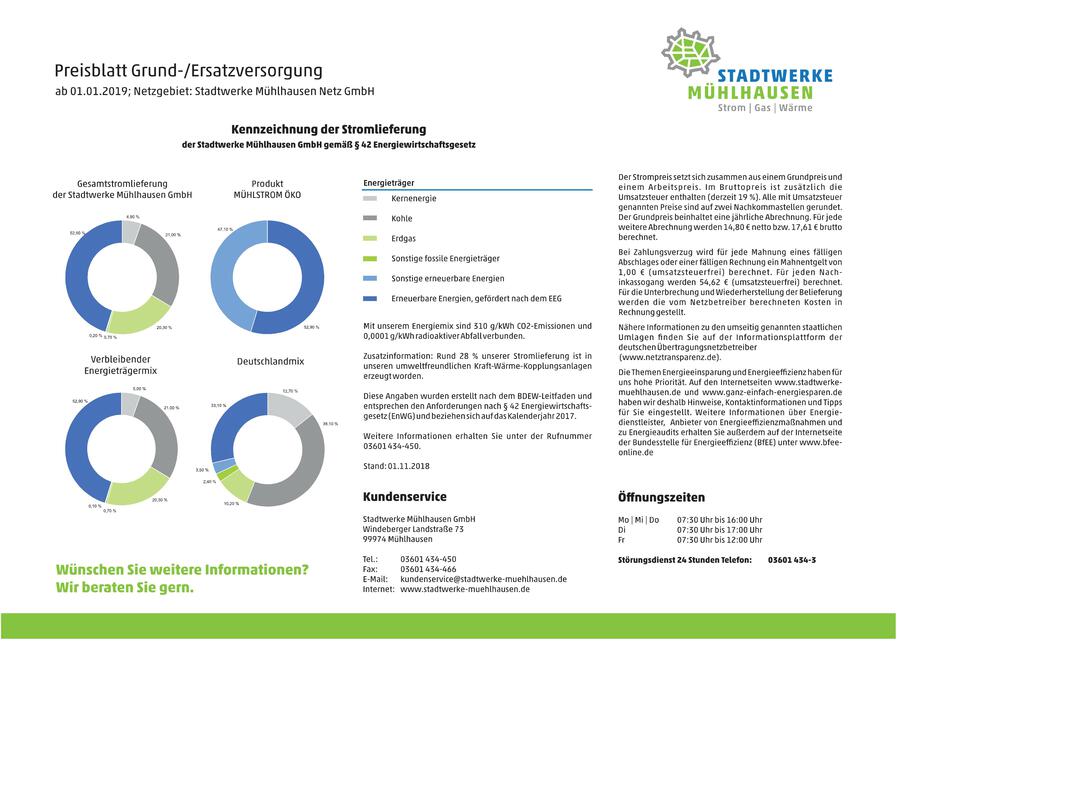 Preisblatt Grund-/Ersatzversorgung
ab 01.01.2019; Netzgebiet: Stadtwerke Mühlhausen Netz GmbH
STADTWERKE
MÜHLHAUSEN
Strom | Gas | Wärme
Kennzeichnung der Stromlieferung
der Stadtwerke Mühlhausen GmbH gemäß § 42 Energiewirtschaftsgesetz
Gesamtstromlieferung
der Stadtwerke Mühlhausen GmbH
4,90 %
52,90 %
21,00 %
20,30 %
0,20 %
0,70 %
Produkt
MÜHLSTROM ÖKO
47,10 %
52,90 %
Verbleibender
Energieträgermix
5,00 %
52,90 %
21,00 %
20,30 %
0,10 %
0,70 %
Deutschlandmix
12,70 %
33,10 %
38,10 %
3,50 %
2,40 %
10,20 %
Wünschen Sie weitere Informationen?
Wir beraten Sie gern.
Energieträger
Kernenergie
Kohle
Erdgas
Sonstige fossile Energieträger
Sonstige erneuerbare Energien
Erneuerbare Energien, gefördert nach dem EEG
Mit unserem Energiemix sind 310 g/kWh CO2-Emissionen und
0,0001 g/kWh radioaktiver Abfall verbunden.
Zusatzinformation: Rund 28 % unserer Stromlieferung ist in
unseren umweltfreundlichen Kraft-Wärme-Kopplungsanlagen
erzeugt worden.
Diese Angaben wurden erstellt nach dem BDEW-Leitfaden und
entsprechen den Anforderungen nach § 42 Energiewirtschafts-
gesetz (EnWG) und beziehen sich auf das Kalenderjahr 2017.
Weitere Informationen erhalten Sie unter der Rufnummer
03601 434-450.
Stand: 01.11.2018
Kundenservice
Stadtwerke Mühlhausen GmbH
Windeberger Landstraße 73
99974 Mühlhausen
Tel.: 03601 434-450
Fax: 03601 434-466
E-Mail: kundenservice@stadtwerke-muehlhausen.de
Internet: www.stadtwerke-muehlhausen.de
Der Strompreis setzt sich zusammen aus einem Grundpreis und
einem Arbeitspreis. Im Bruttopreis ist zusätzlich die
Umsatzsteuer enthalten (derzeit 19 %). Alle mit Umsatzsteuer
genannten Preise sind auf zwei Nachkommastellen gerundet.
Der Grundpreis beinhaltet eine jährliche Abrechnung. Für jede
weitere Abrechnung werden 14,80 € netto bzw. 17,61 € brutto
berechnet.
Bei Zahlungsverzug wird für jede Mahnung eines fälligen
Abschlages oder einer fälligen Rechnung ein Mahnentgelt von
1,00 € (umsatzsteuerfrei) berechnet. Für jeden Nach-
inkassogang werden 54,62 € (umsatzsteuerfrei) berechnet.
Für die Unterbrechung und Wiederherstellung der Belieferung
werden die vom Netzbetreiber berechneten Kosten in
Rechnung gestellt.
Nähere Informationen zu den umseitig genannten staatlichen
Umlagen finden Sie auf der Informationsplattform der
deutschen Übertragungsnetzbetreiber
(www.netztransparenz.de).
Die Themen Energieeinsparung und Energieeffizienz haben für
uns hohe Priorität. Auf den Internetseiten www.stadtwerke-
muehlhausen.de und www.ganz-einfach-energiesparen.de
haben wir deshalb Hinweise, Kontaktinformationen und Tipps
für Sie eingestellt. Weitere Informationen über Energie-
dienstleister, Anbieter von Energieeffizienzmaßnahmen und
zu Energieaudits erhalten Sie außerdem auf der Internetseite
der Bundesstelle für Energieeffizienz (BfEE) unter www.bfee-
online.de
Öffnungszeiten
Mo | Mi | Do 07:30 Uhr bis 16:00 Uhr
Di 07:30 Uhr bis 17:00 Uhr
Fr 07:30 Uhr bis 12:00 Uhr
Störungsdienst 24 Stunden Telefon: 03601 434-3